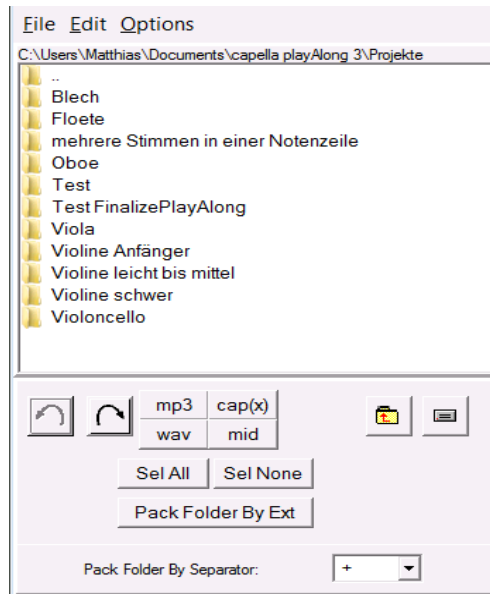 File Edit Options
C:\Users\Matthias\Documents\capella playAlong 3\Projekte
..
Blech
Floete
mehrere Stimmen in einer Notenzeile
Oboe
Test
Test FinalizePlayAlong
Viola
Violine Anfänger
Violine leicht bis mittel
Violine schwer
Violoncello
mp3 cap(x)
wav mid
Sel All Sel None
Pack Folder By Ext
Pack Folder By Separator: +